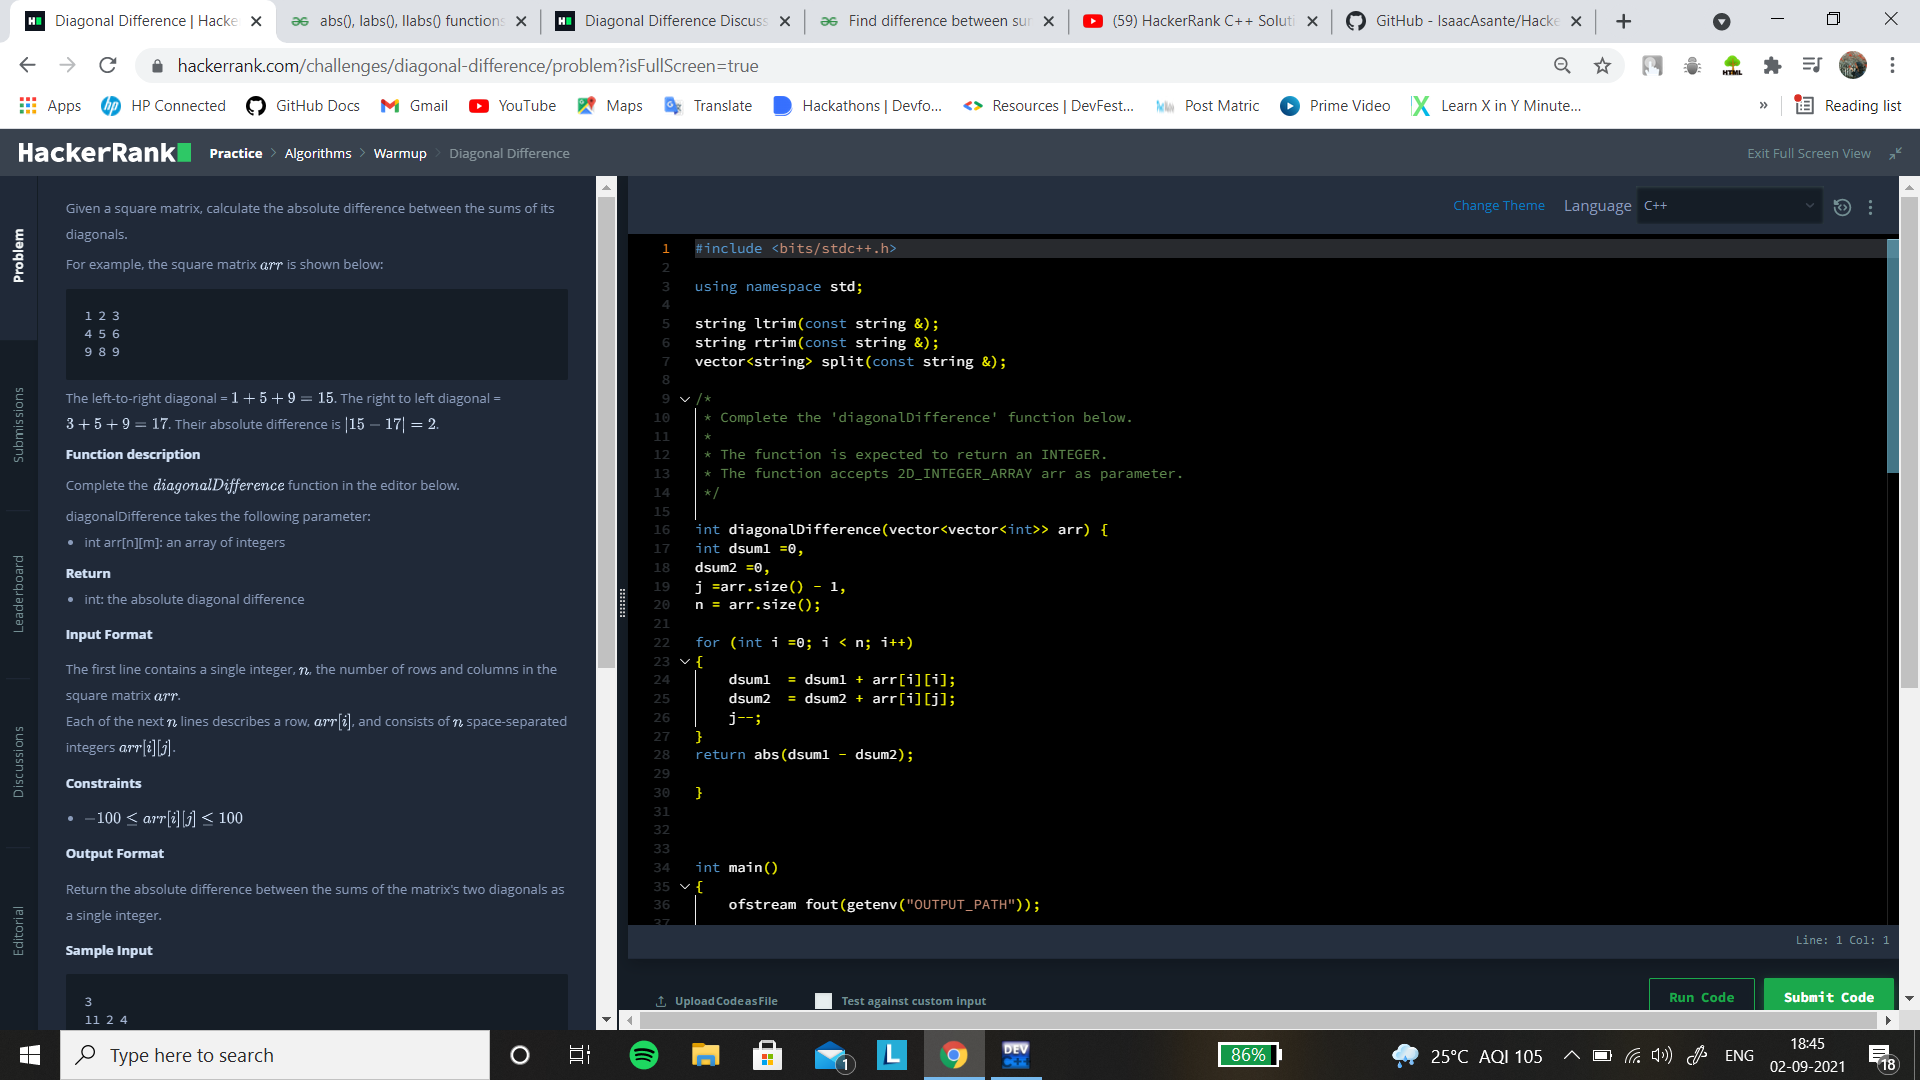 Diagonal Difference | Hacke
abs(), labs(), llabs() functions
Diagonal Difference Discuss
Find difference between sum
(59) HackerRank C++ Soluti
GitHub - IsaacAsante/Hacke
hackerrank.com/challenges/diagonal-difference/problem?isFullScreen=true
Apps
HP Connected
GitHub Docs
Gmail
YouTube
Maps
Translate
Hackathons | Devfo...
Resources | DevFest...
Post Matric
Prime Video
Learn X in Y Minute...
»
Reading list
HackerRank
Practice > Algorithms > Warmup > Diagonal Difference
Exit Full Screen View
Problem
Submissions
Leaderboard
Discussions
Editorial
Given a square matrix, calculate the absolute difference between the sums of its
diagonals.
For example, the square matrix arr is shown below:
1 2 3
4 5 6
9 8 9
The left-to-right diagonal = 1 + 5 + 9 = 15. The right to left diagonal =
3 + 5 + 9 = 17. Their absolute difference is |15 − 17| = 2.
Function description
Complete the diagonalDifference function in the editor below.
diagonalDifference takes the following parameter:
• int arr[n][m]: an array of integers
Return
• int: the absolute diagonal difference
Input Format
The first line contains a single integer, n, the number of rows and columns in the
square matrix arr.
Each of the next n lines describes a row, arr[i], and consists of n space-separated
integers arr[i][j].
Constraints
• −100 ≤ arr[i][j] ≤ 100
Output Format
Return the absolute difference between the sums of the matrix's two diagonals as
a single integer.
Sample Input
3
11 2 4
Change Theme
Language
C++
1 #include <bits/stdc++.h>
2
3 using namespace std;
4
5 string ltrim(const string &);
6 string rtrim(const string &);
7 vector<string> split(const string &);
8
9 /*
10 * Complete the 'diagonalDifference' function below.
11 *
12 * The function is expected to return an INTEGER.
13 * The function accepts 2D_INTEGER_ARRAY arr as parameter.
14 */
15
16 int diagonalDifference(vector<vector<int>> arr) {
17 int dsum1 =0,
18 dsum2 =0,
19 j =arr.size() - 1,
20 n = arr.size();
21
22 for (int i =0; i < n; i++)
23 {
24 dsum1  = dsum1 + arr[i][i];
25 dsum2  = dsum2 + arr[i][j];
26 j--;
27 }
28 return abs(dsum1 - dsum2);
29
30 }
31
32
33
34 int main()
35 {
36 ofstream fout(getenv("OUTPUT_PATH"));
37
Line: 1 Col: 1
Upload Code as File
Test against custom input
Run Code
Submit Code
Type here to search
1
L
DEV
C++
86%
25°C AQI 105
ENG
18:45
02-09-2021
18